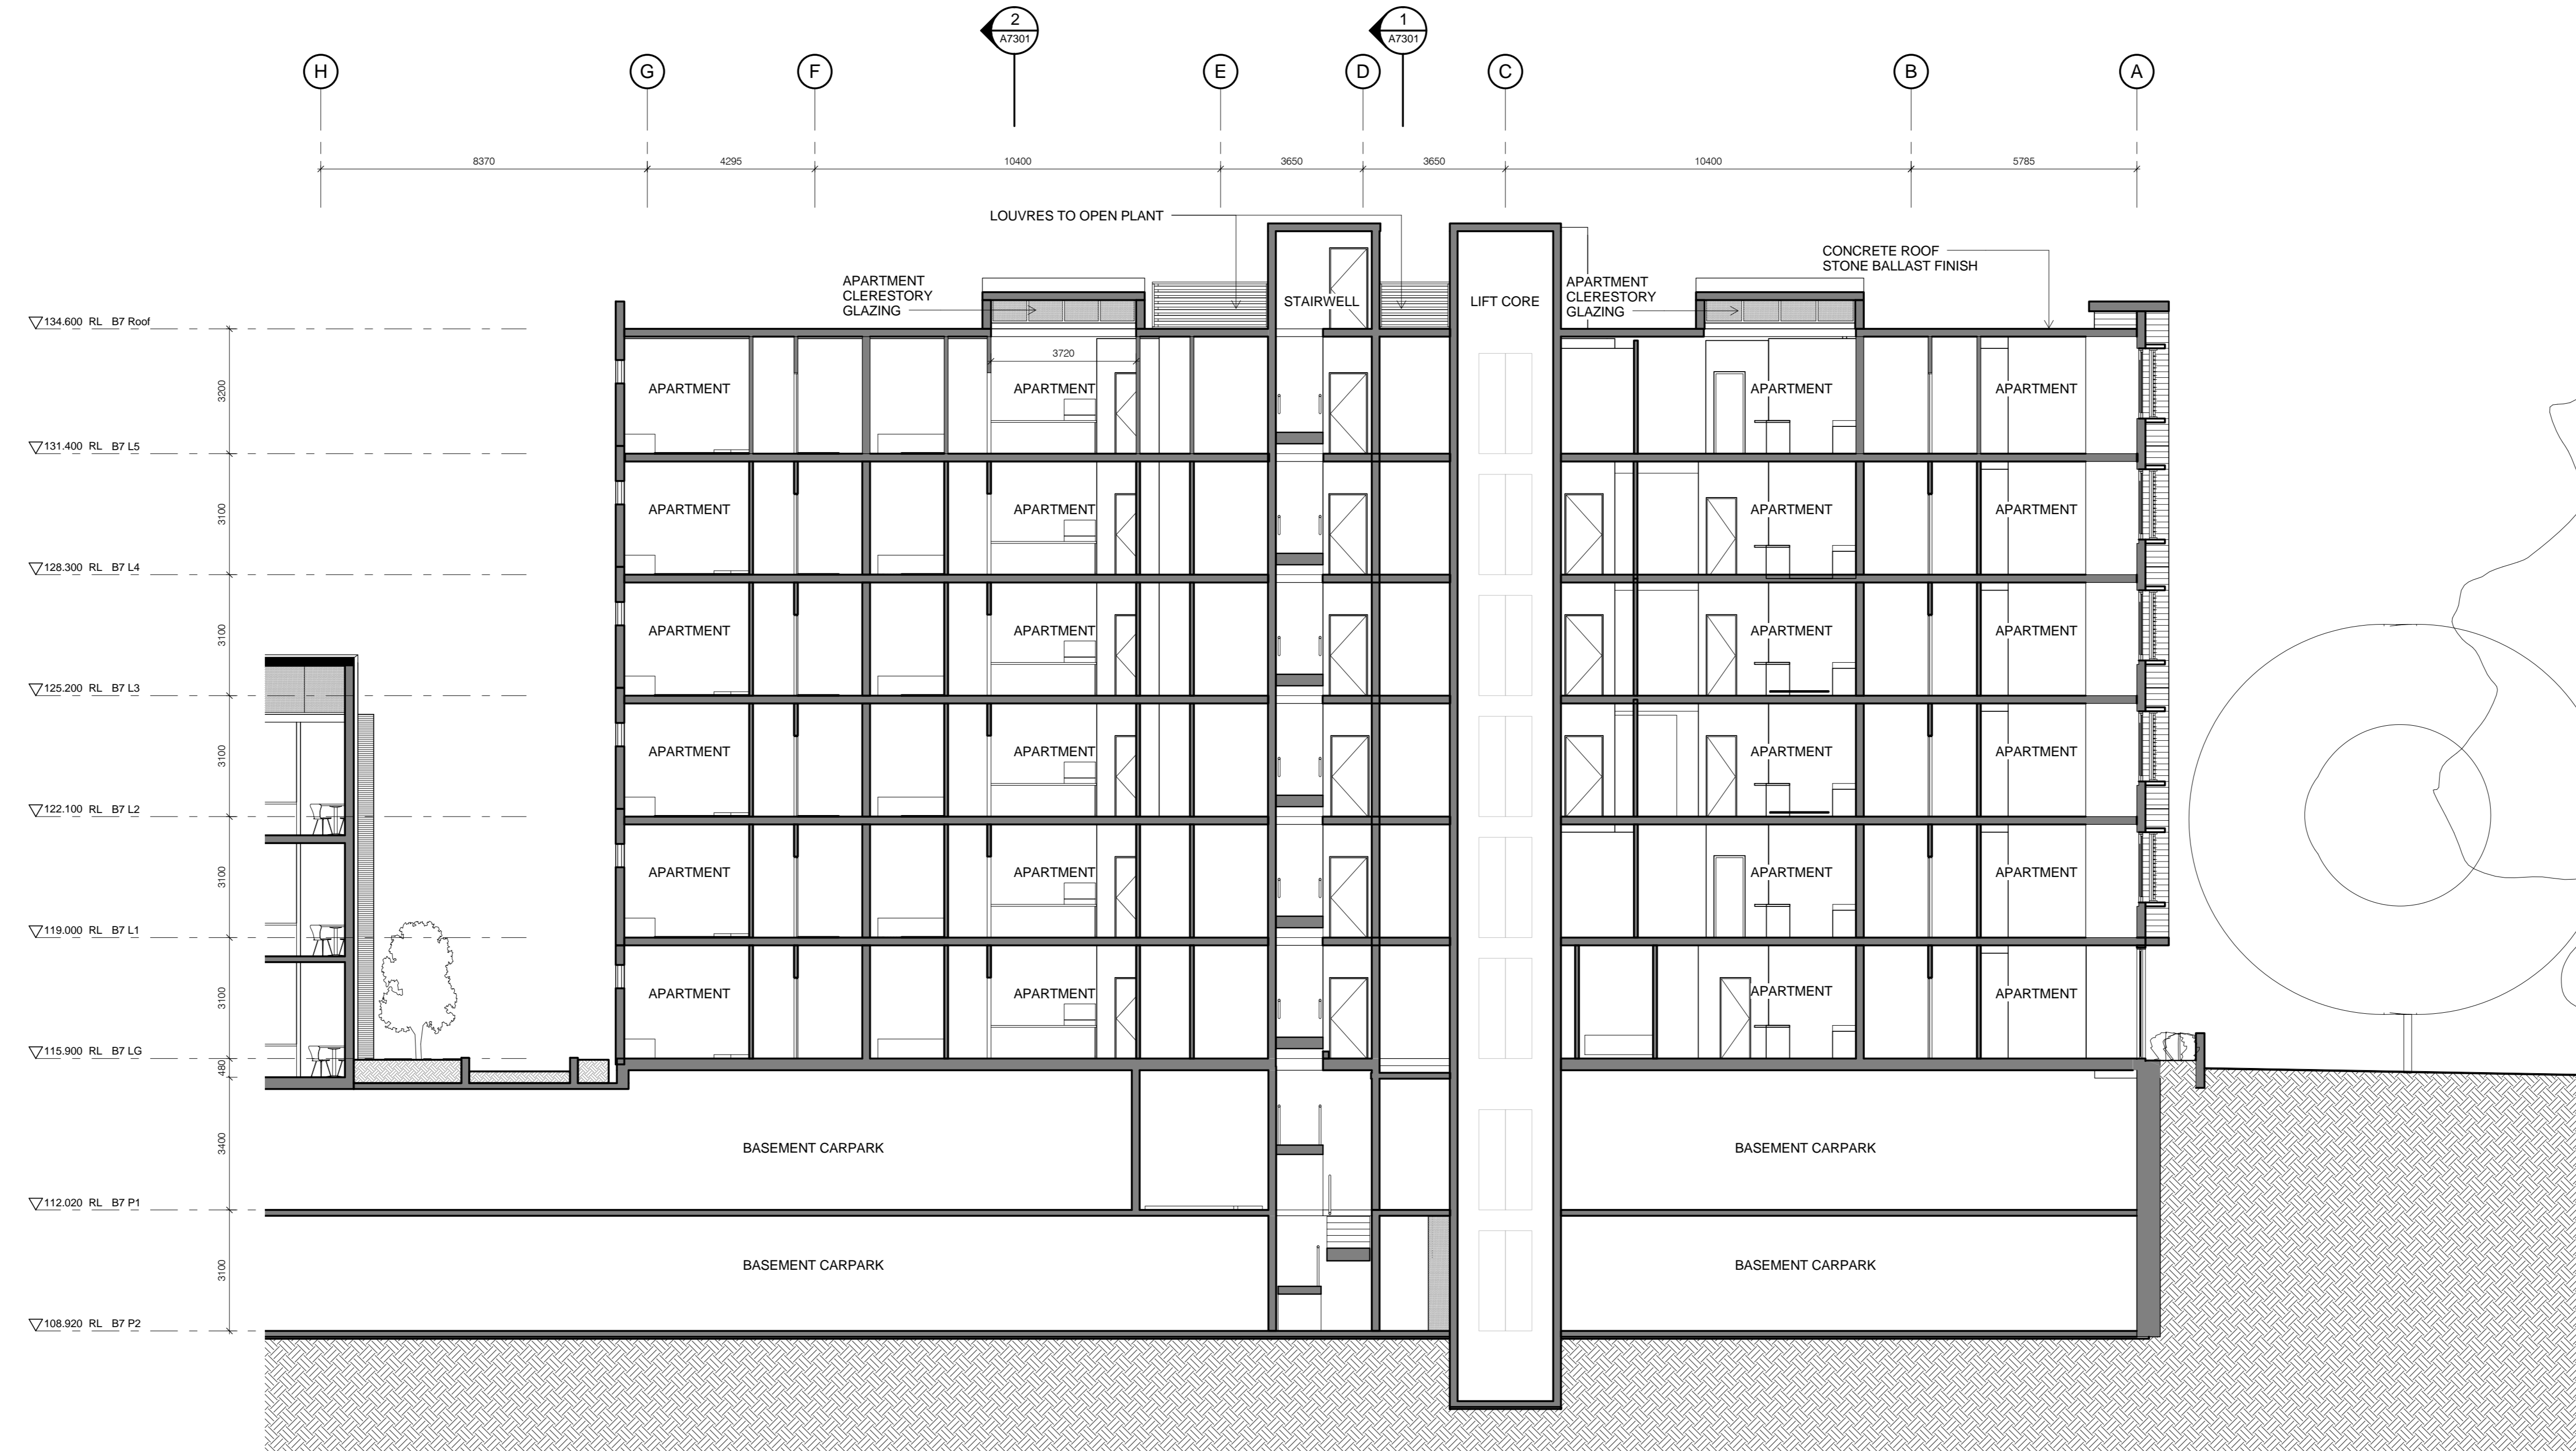 2
A7301
1
A7301
H
G
F
E
D
C
B
A
8370
4295
10400
3650
3650
10400
5785
LOUVRES TO OPEN PLANT
CONCRETE ROOF
STONE BALLAST FINISH
APARTMENT
CLERESTORY
GLAZING
APARTMENT
CLERESTORY
GLAZING
STAIRWELL
LIFT CORE
134.600 RL B7 Roof
3720
3200
APARTMENT
APARTMENT
APARTMENT
APARTMENT
131.400 RL B7 L5
3100
APARTMENT
APARTMENT
APARTMENT
APARTMENT
128.300 RL B7 L4
3100
APARTMENT
APARTMENT
APARTMENT
APARTMENT
125.200 RL B7 L3
3100
APARTMENT
APARTMENT
APARTMENT
APARTMENT
122.100 RL B7 L2
3100
APARTMENT
APARTMENT
APARTMENT
APARTMENT
119.000 RL B7 L1
3100
APARTMENT
APARTMENT
APARTMENT
APARTMENT
115.900 RL B7 LG
480
3400
BASEMENT CARPARK
BASEMENT CARPARK
112.020 RL B7 P1
3100
BASEMENT CARPARK
BASEMENT CARPARK
108.920 RL B7 P2